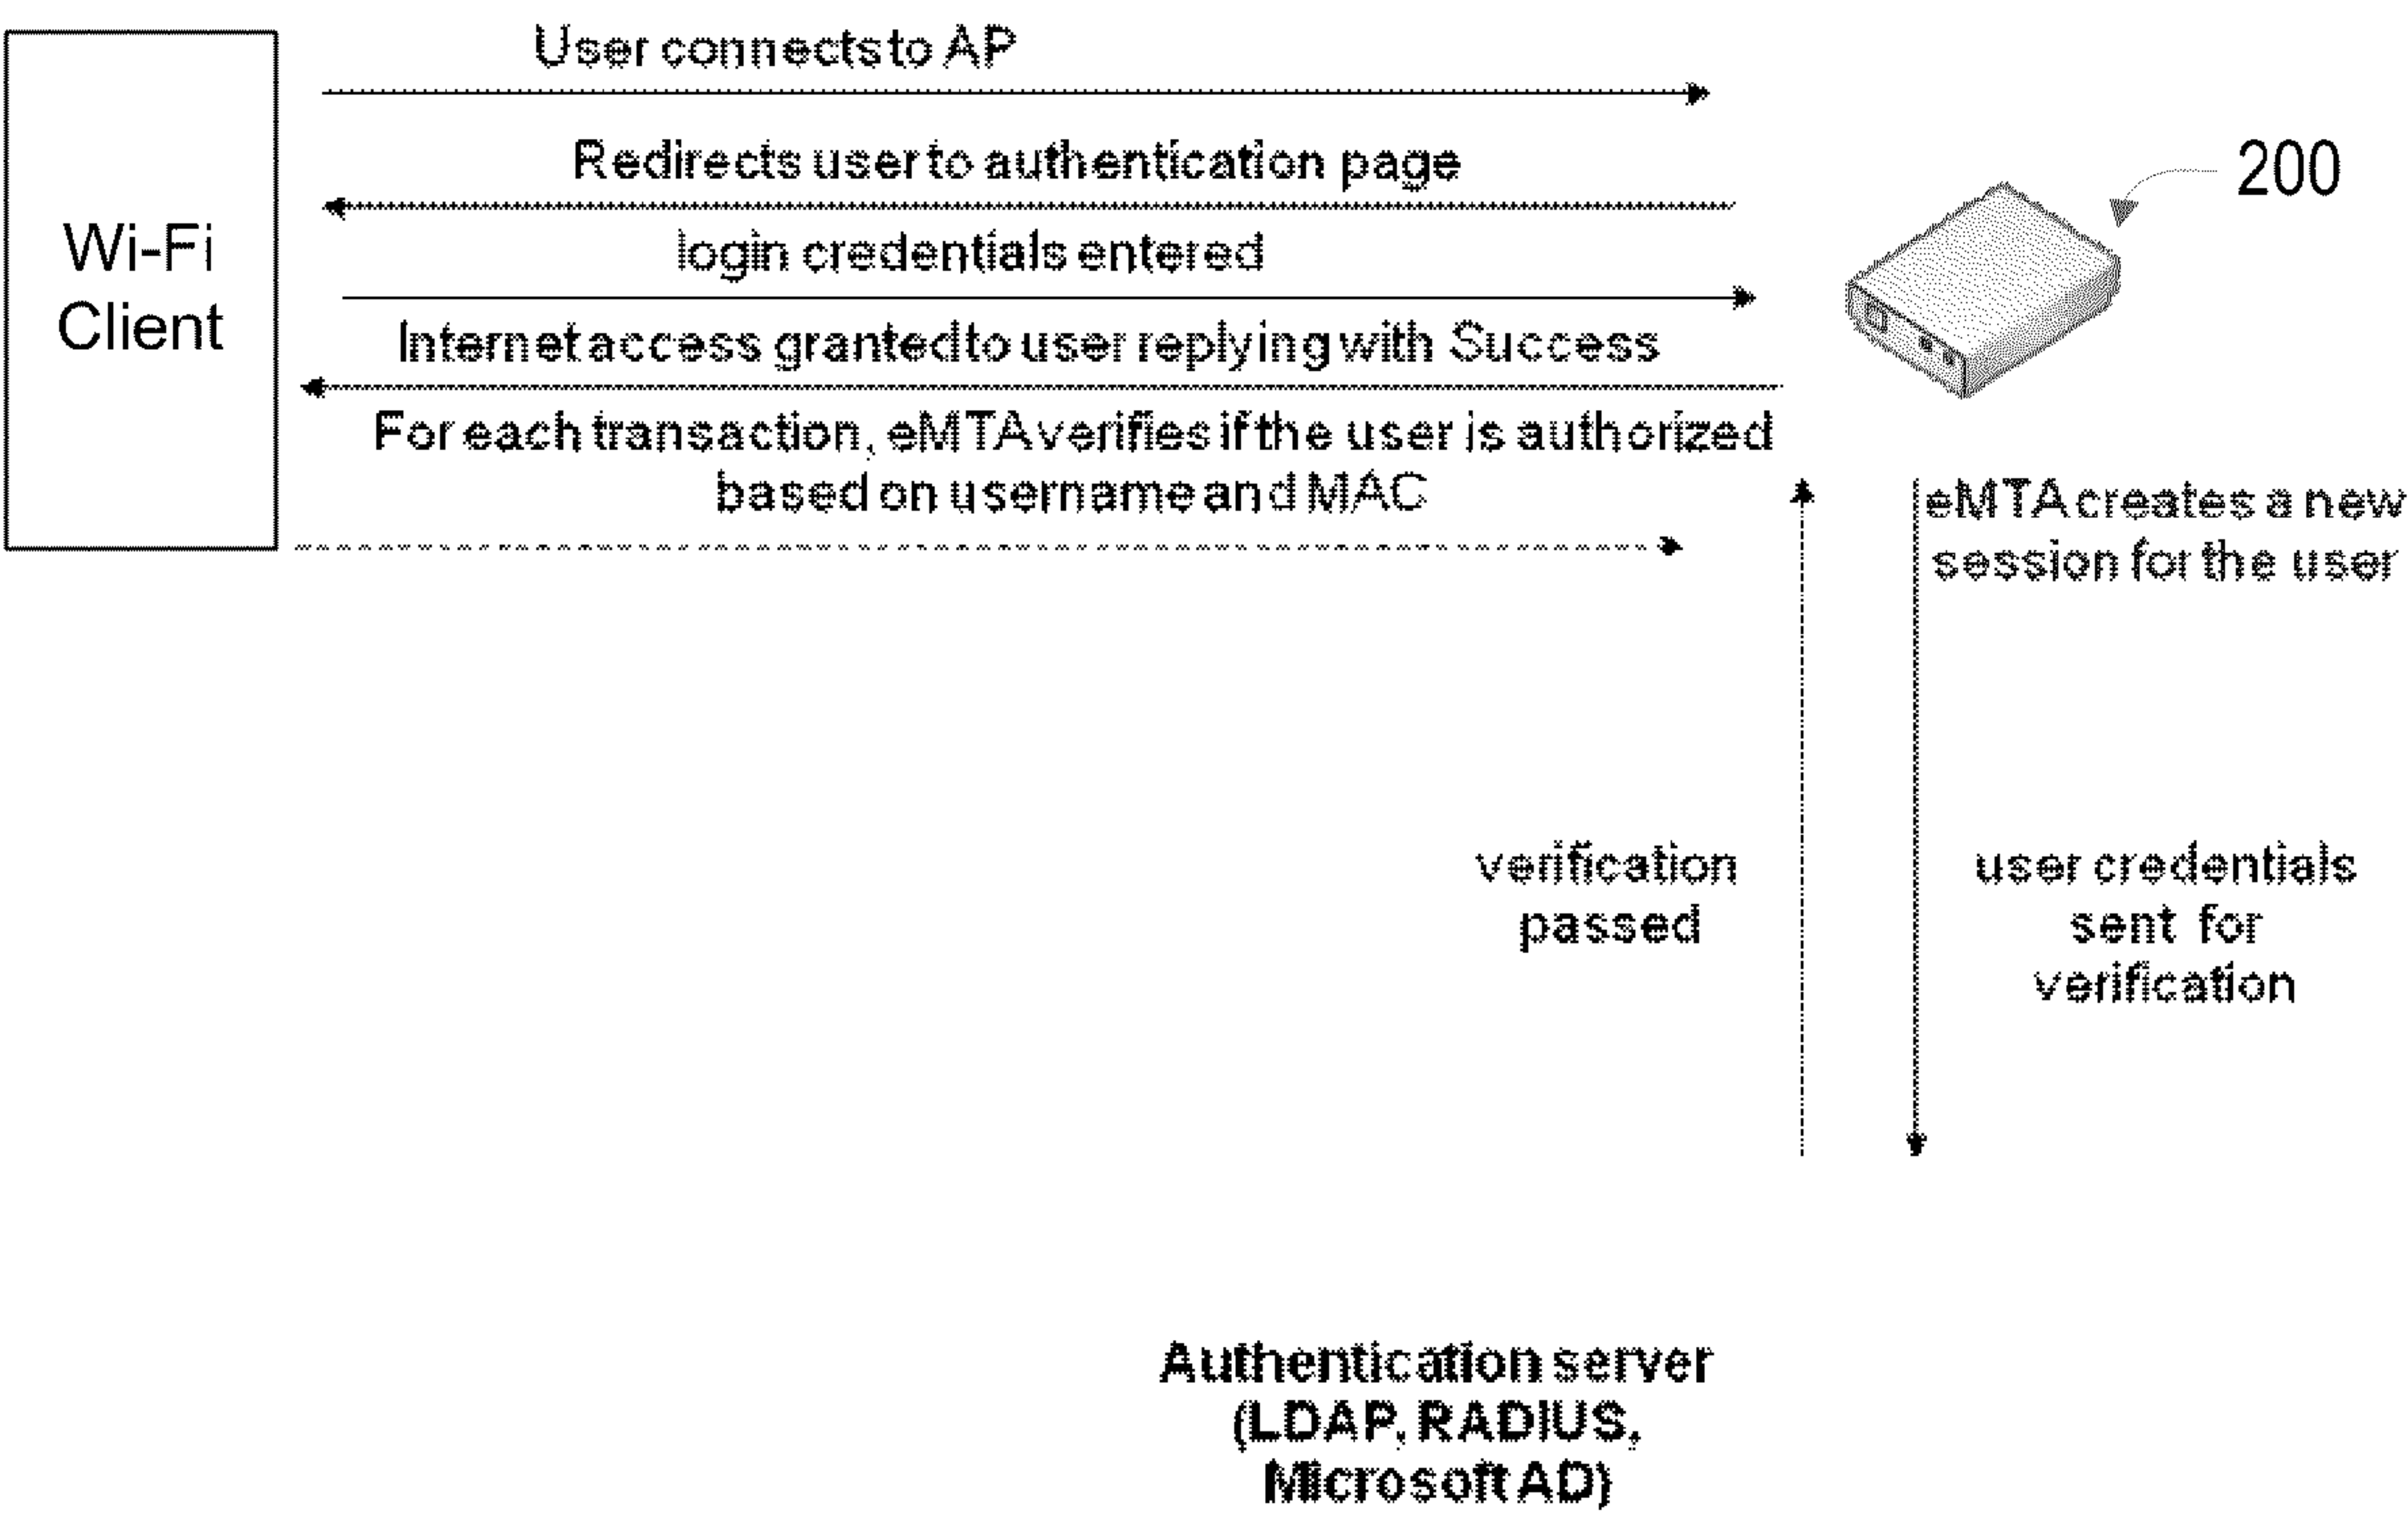 User connects to AP
Redirects user to authentication page
200
Wi-Fi
Client
login credentials entered
Internet access granted to user replying with Success
For each transaction, eMTA verifies if the user is authorized
based on username and MAC
eMTA creates a new
session for the user
verification
passed
user credentials
sent for
verification
Authentication server
(LDAP, RADIUS,
Microsoft AD)